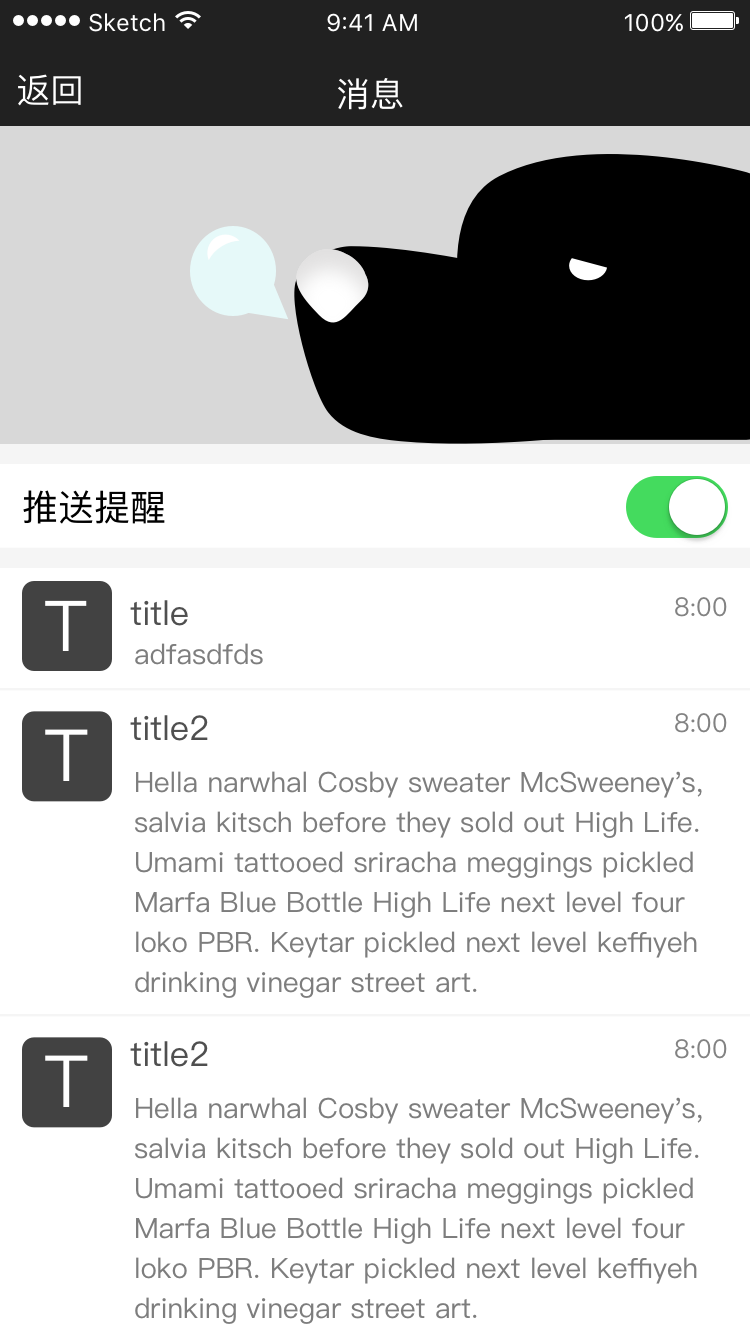 Sketch 9:41 AM 100%
返回 消息
推送提醒
T title 8:00
adfasdfds
T title2 8:00
Hella narwhal Cosby sweater McSweeney’s,
salvia kitsch before they sold out High Life.
Umami tattooed sriracha meggings pickled
Marfa Blue Bottle High Life next level four
loko PBR. Keytar pickled next level keffiyeh
drinking vinegar street art.
T title2 8:00
Hella narwhal Cosby sweater McSweeney’s,
salvia kitsch before they sold out High Life.
Umami tattooed sriracha meggings pickled
Marfa Blue Bottle High Life next level four
loko PBR. Keytar pickled next level keffiyeh
drinking vinegar street art.